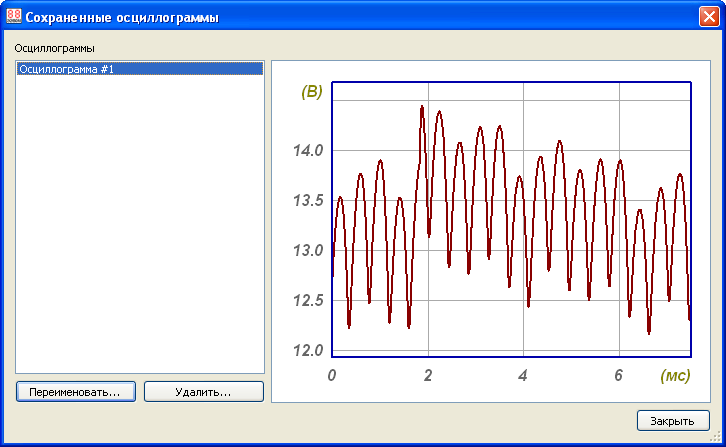 Сохраненные осциллограммы
Осциллограммы
Осциллограмма #1
(В)
14.0
13.5
13.0
12.5
12.0
0 2 4 6 (мс)
Переименовать... Удалить...
Закрыть